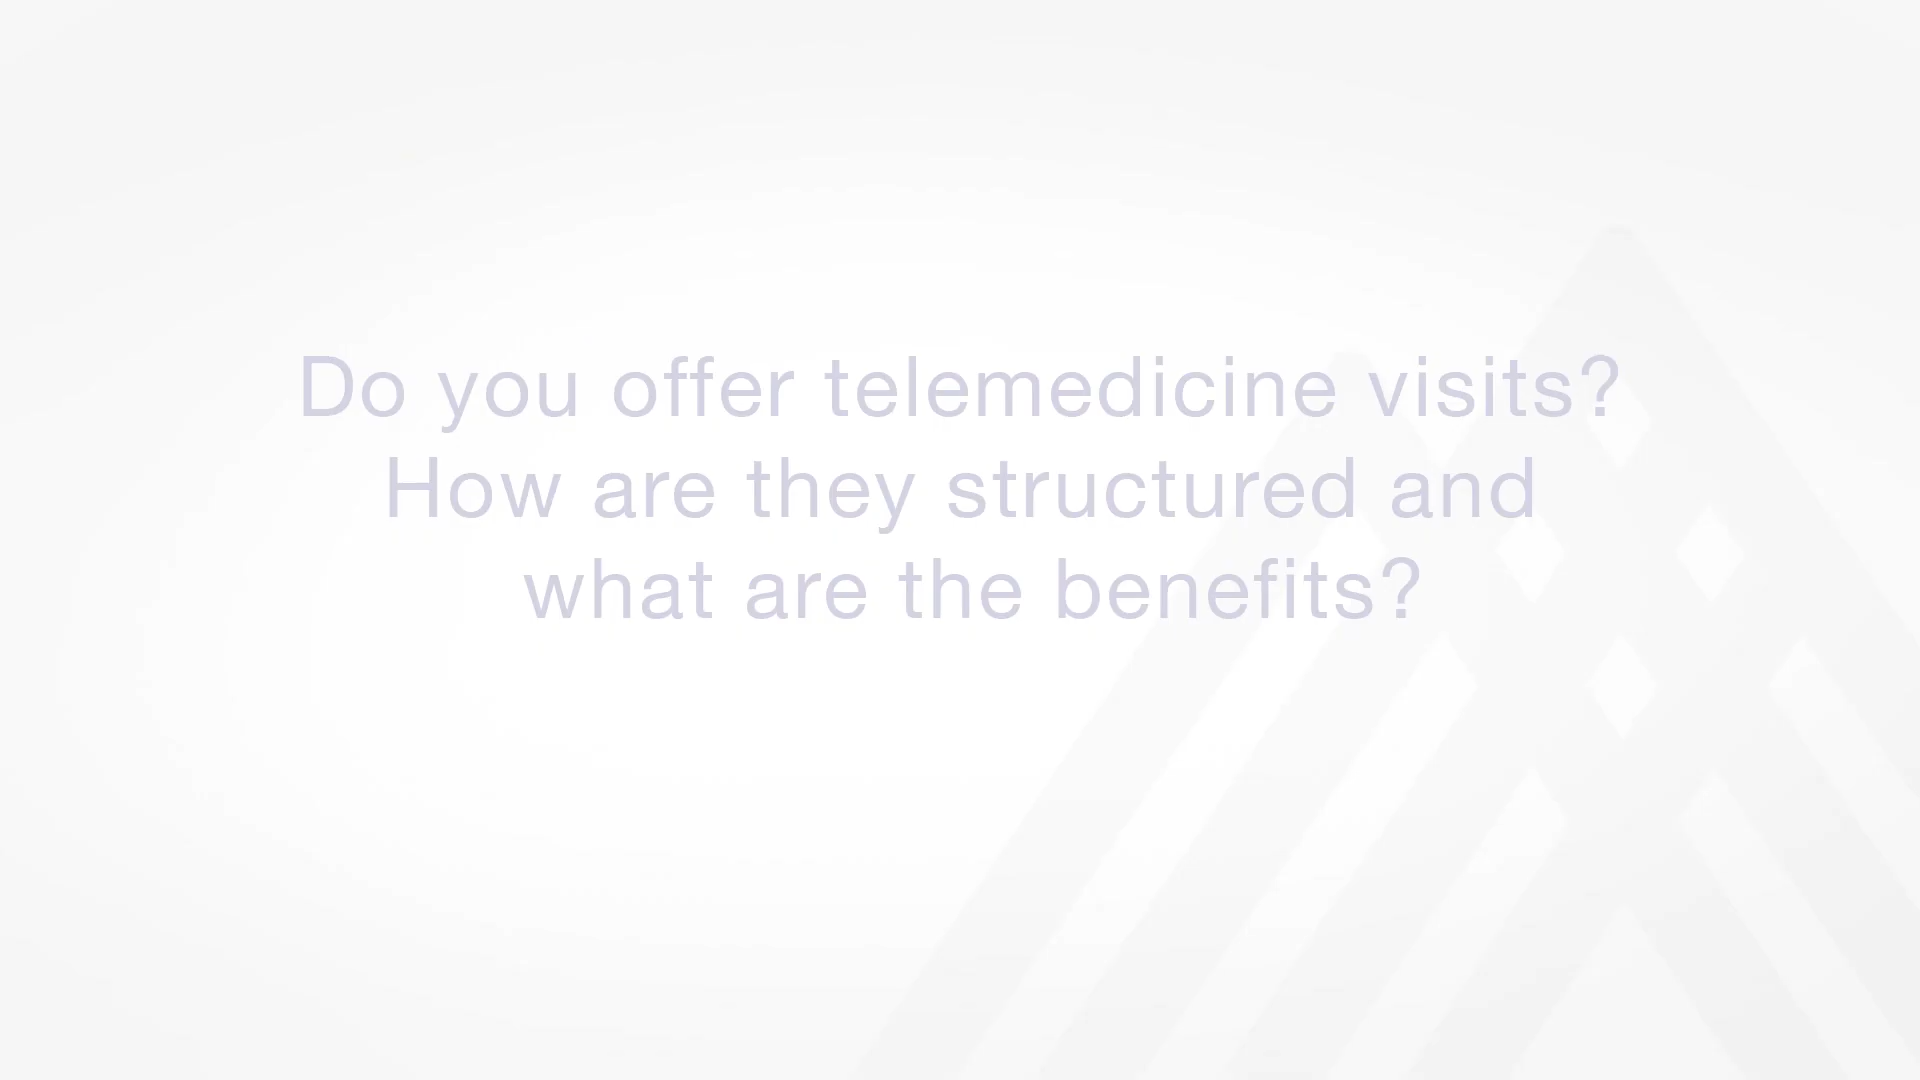 Do you offer telemedicine visits?
How are they structured and
what are the benefits?